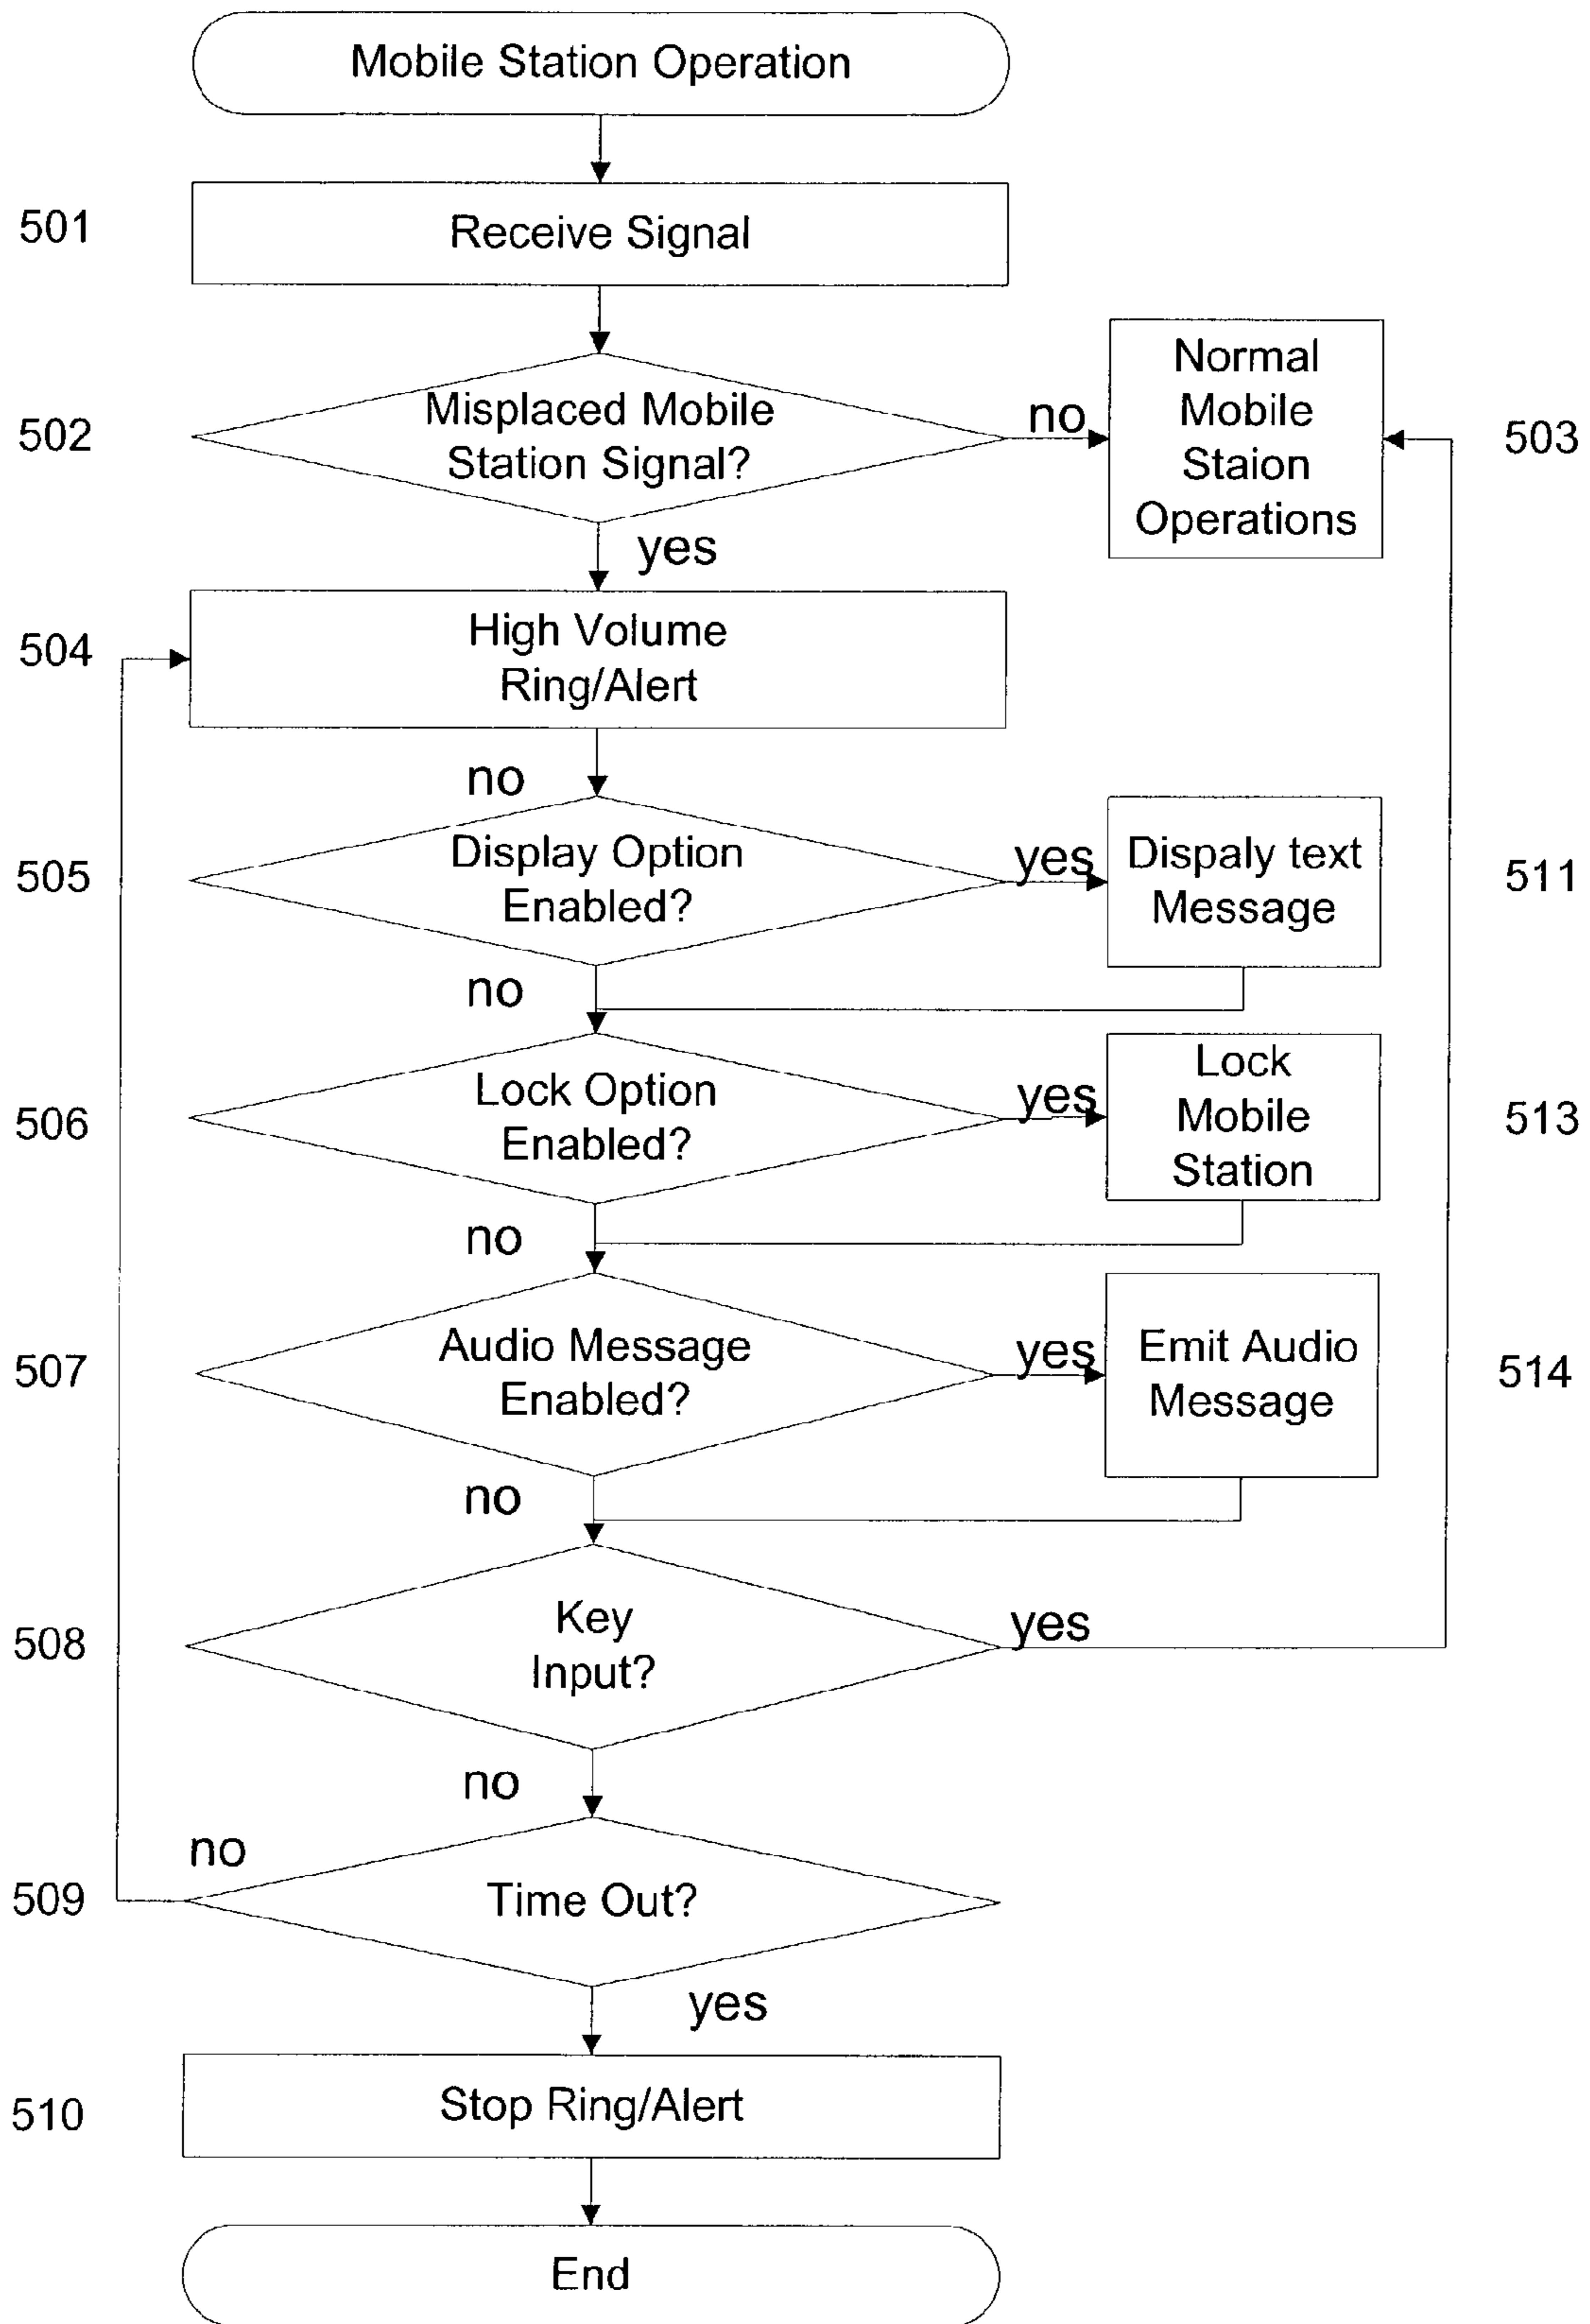 Mobile Station Operation
501
Receive Signal
502
Misplaced Mobile
Station Signal?
no
Normal
Mobile
Staion
Operations
503
yes
504
High Volume
Ring/Alert
no
505
Display Option
Enabled?
yes
Dispaly text
Message
511
no
506
Lock Option
Enabled?
yes
Lock
Mobile
Station
513
no
507
Audio Message
Enabled?
yes
Emit Audio
Message
514
no
508
Key
Input?
yes
no
no
509
Time Out?
yes
510
Stop Ring/Alert
End